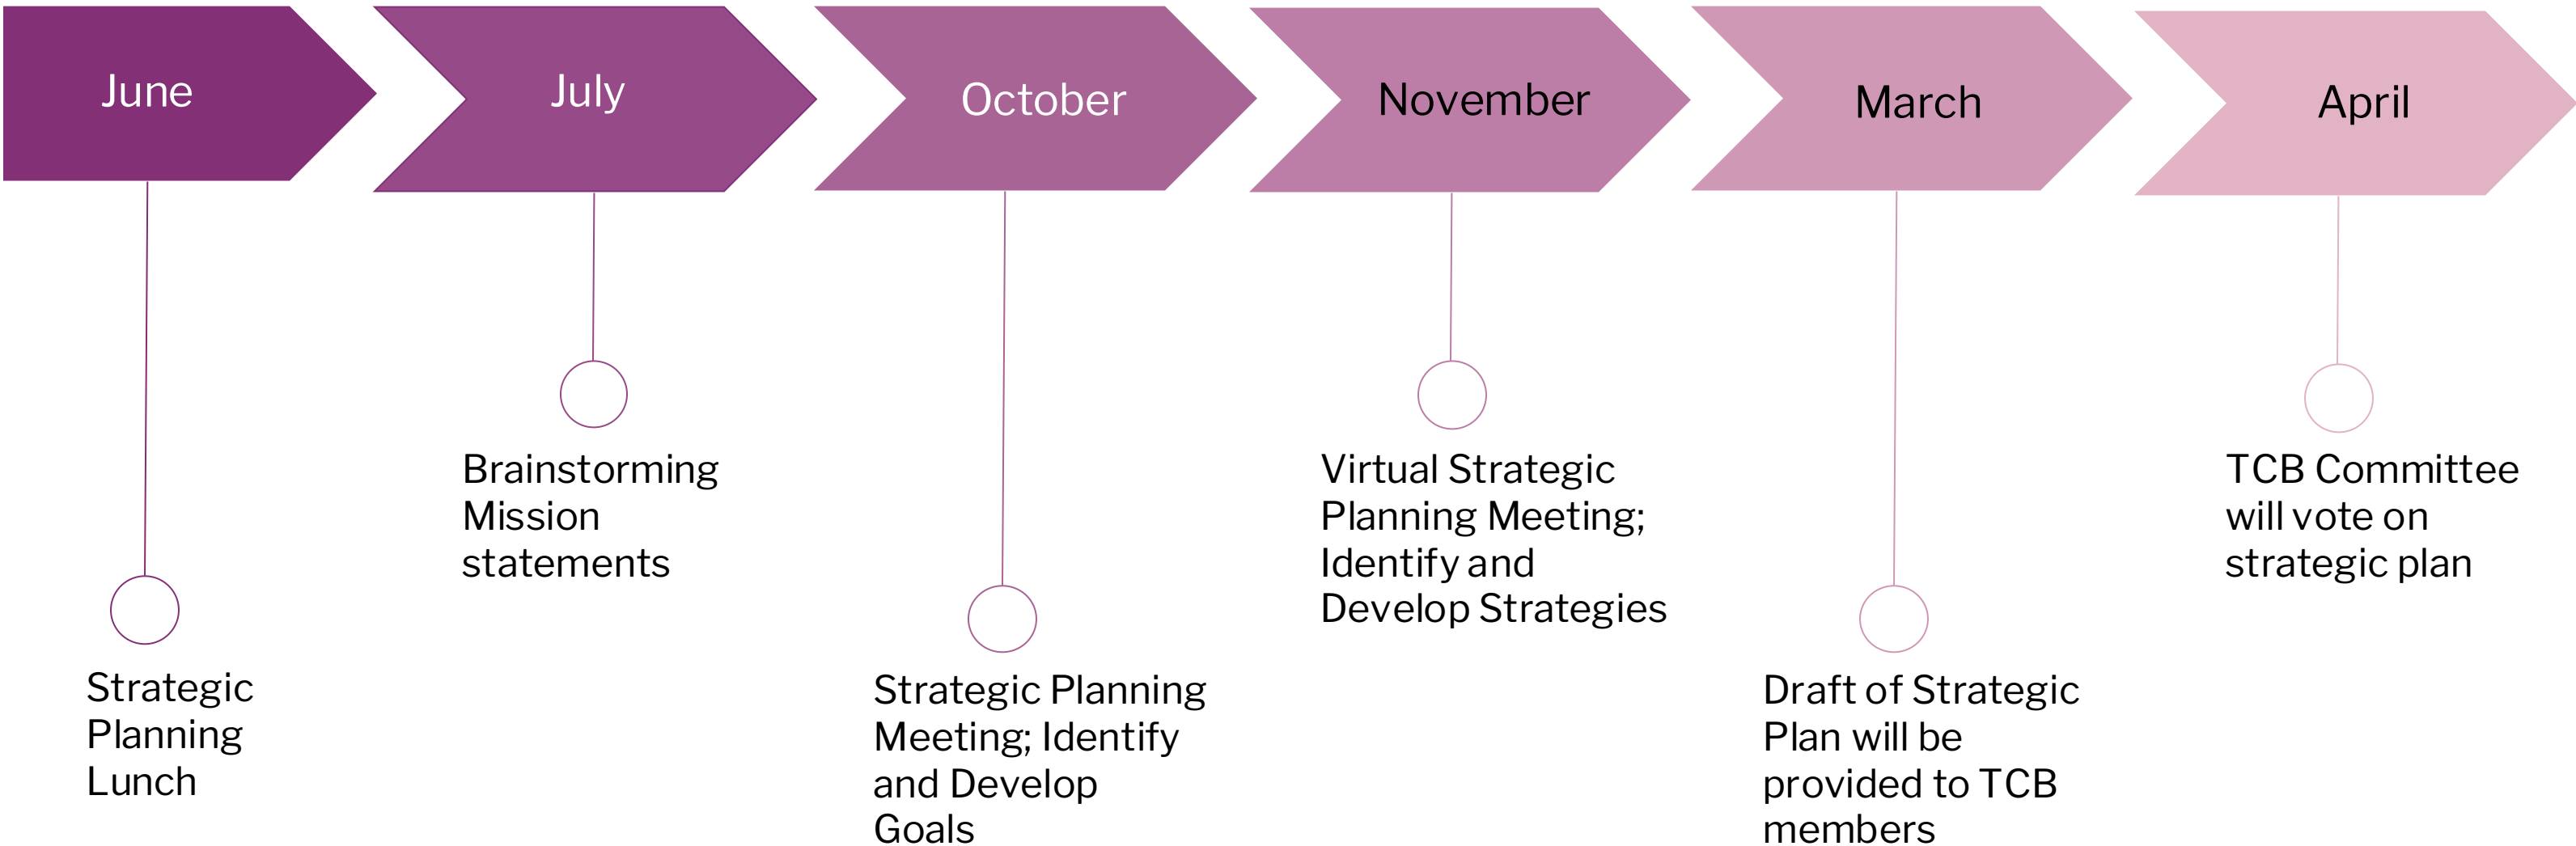 June
July
October
November
March
April
Strategic
Planning
Lunch
Brainstorming
Mission
statements
Strategic Planning
Meeting; Identify
and Develop
Goals
Virtual Strategic
Planning Meeting;
Identify and
Develop Strategies
Draft of Strategic
Plan will be
provided to TCB
members
TCB Committee
will vote on
strategic plan